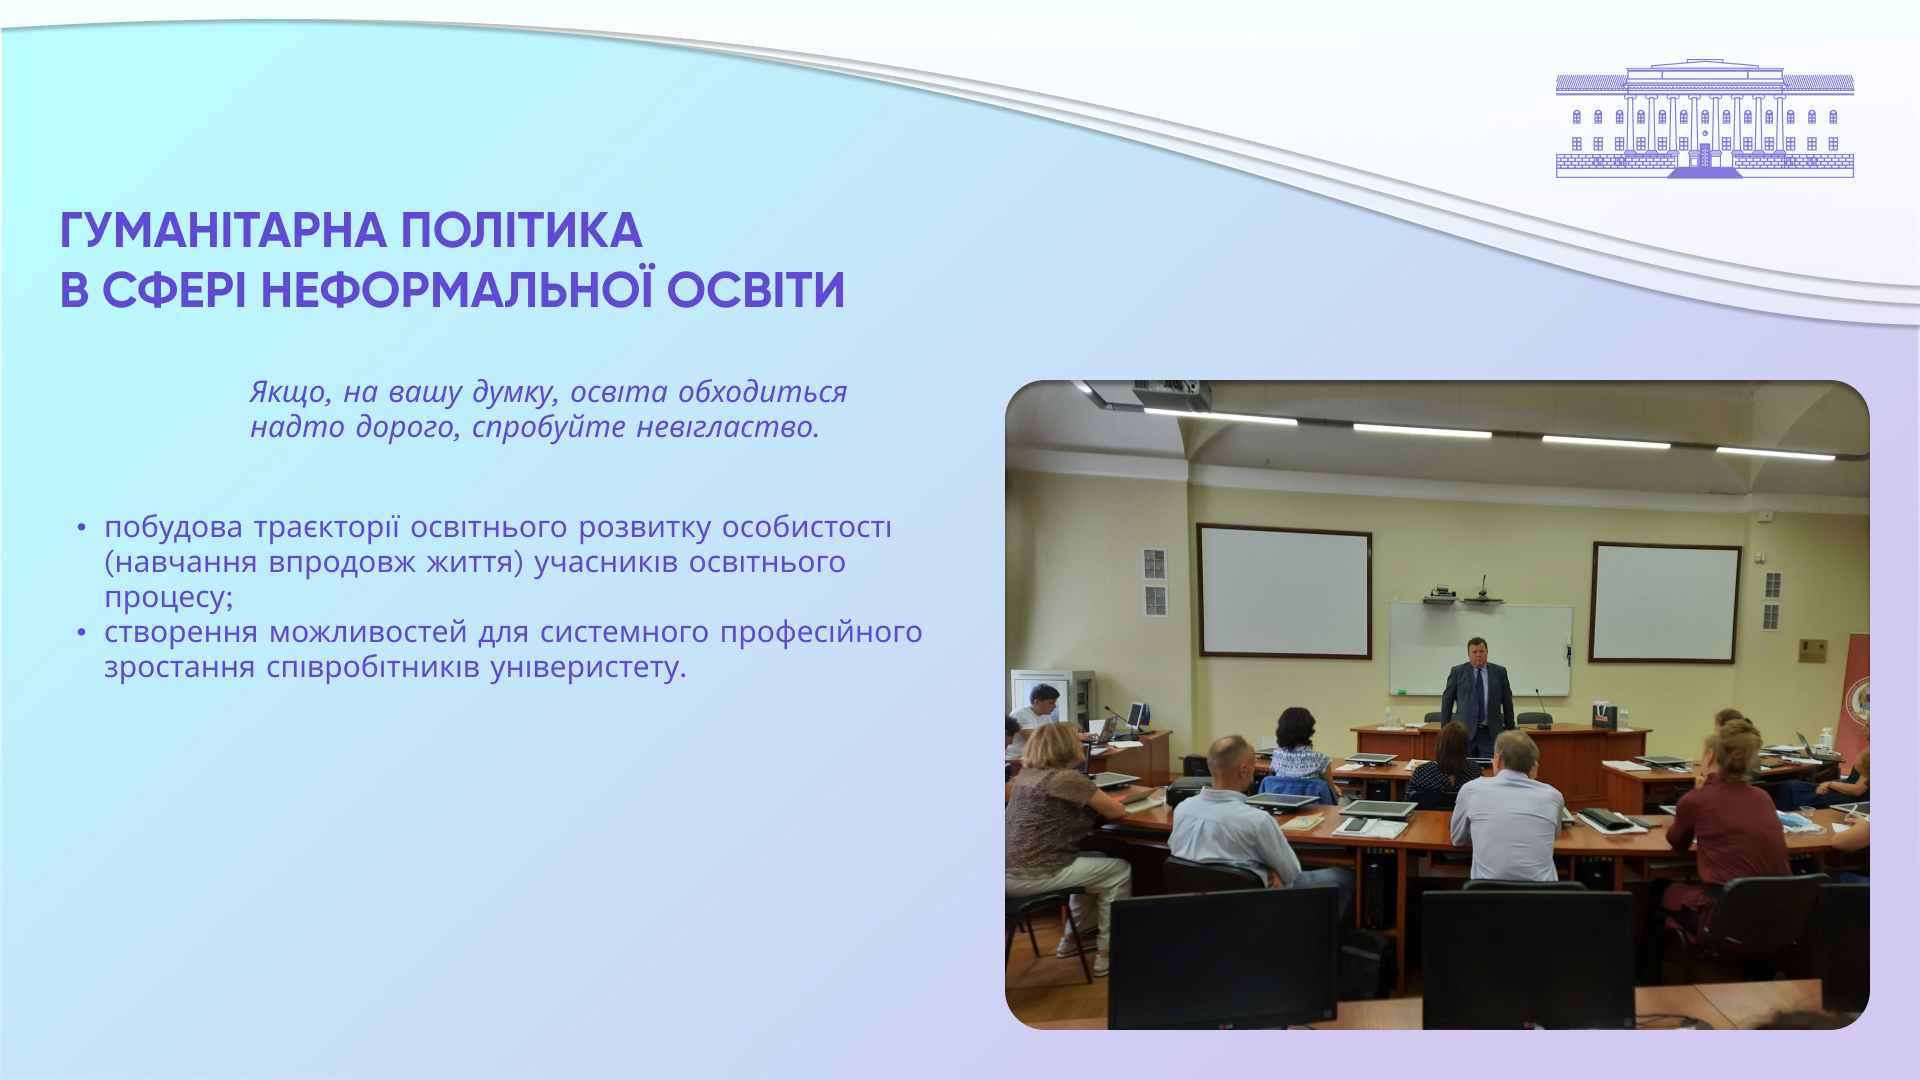 ГУМАНІТАРНА ПОЛІТИКА
В СФЕРІ НЕФОРМАЛЬНОЇ ОСВІТИ
Якщо, на вашу думку, освіта обходиться
надто дорого, спробуйте невігластво.
• побудова траєкторії освітнього розвитку особистості
(навчання впродовж життя) учасників освітнього
процесу;
• створення можливостей для системного професійного
зростання співробітників універистету.